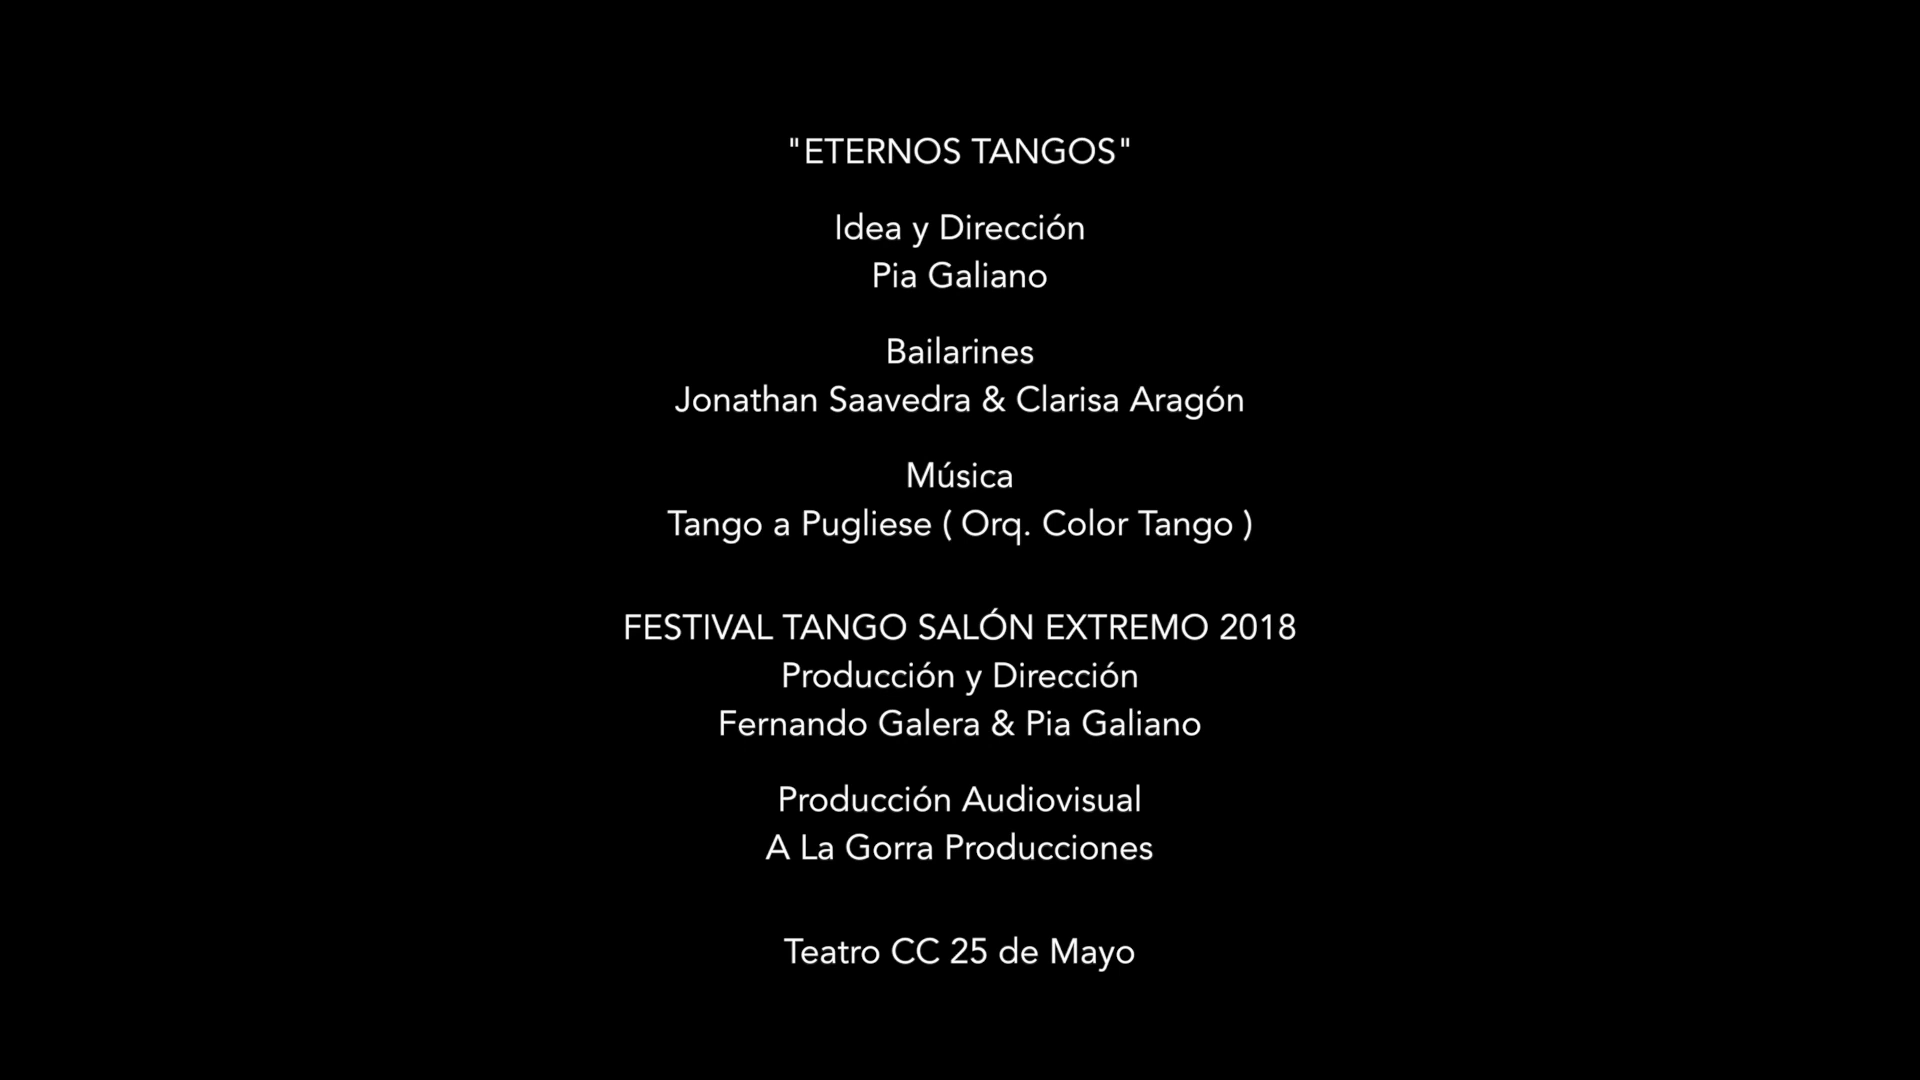 "ETERNOS TANGOS"
Idea y Dirección
Pia Galiano
Bailarines
Jonathan Saavedra & Clarisa Aragón
Música
Tango a Pugliese ( Orq. Color Tango )
FESTIVAL TANGO SALÓN EXTREMO 2018
Producción y Dirección
Fernando Galera & Pia Galiano
Producción Audiovisual
A La Gorra Producciones
Teatro CC 25 de Mayo